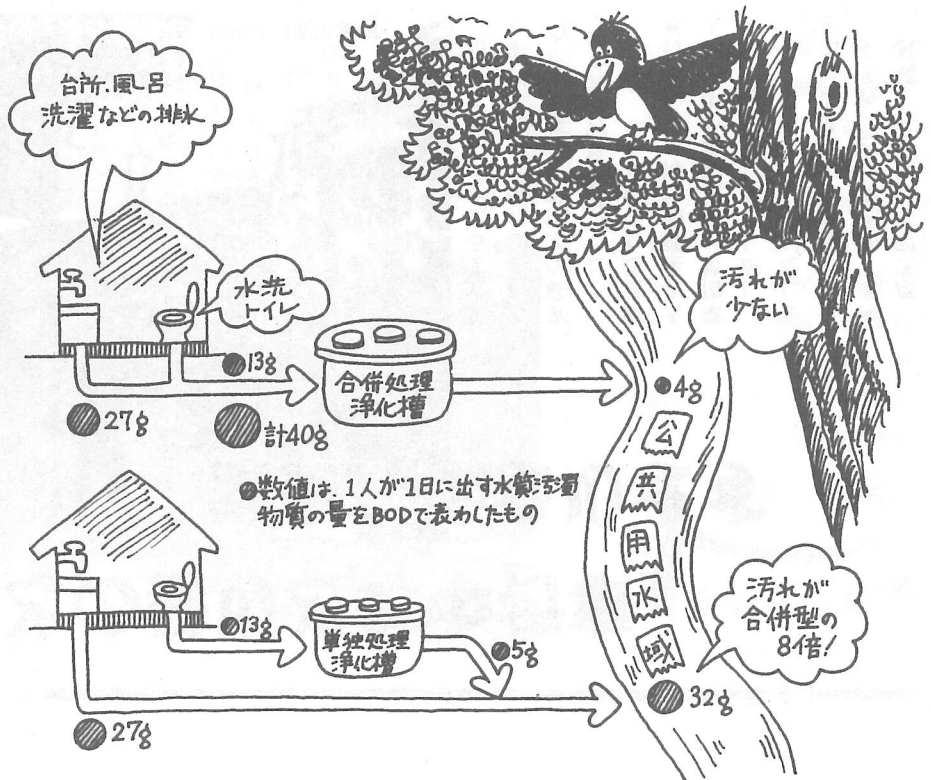 台所、風呂
洗濯などの排水
水洗
トイレ
13g
27g
計40g
合併処理
浄化槽
汚れが
少ない
4g
公
共
用
水
域
●数値は、1人が1日に出す水質汚濁
物質の量をBODで表わしたもの
13g
27g
単独処理
浄化槽
5g
汚れが
合併型の
8倍!
32g